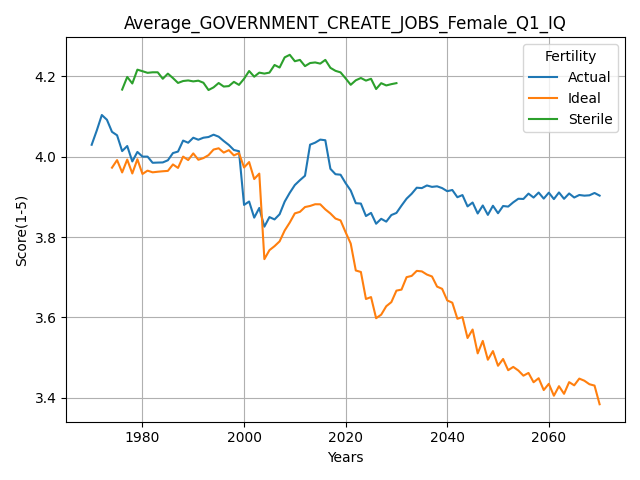 Average_GOVERNMENT_CREATE_JOBS_Female_Q1_IQ
Fertility
Actual
Ideal
Sterile
Score(1-5)
4.2
4.0
3.8
3.6
3.4
1980 2000 2020 2040 2060
Years